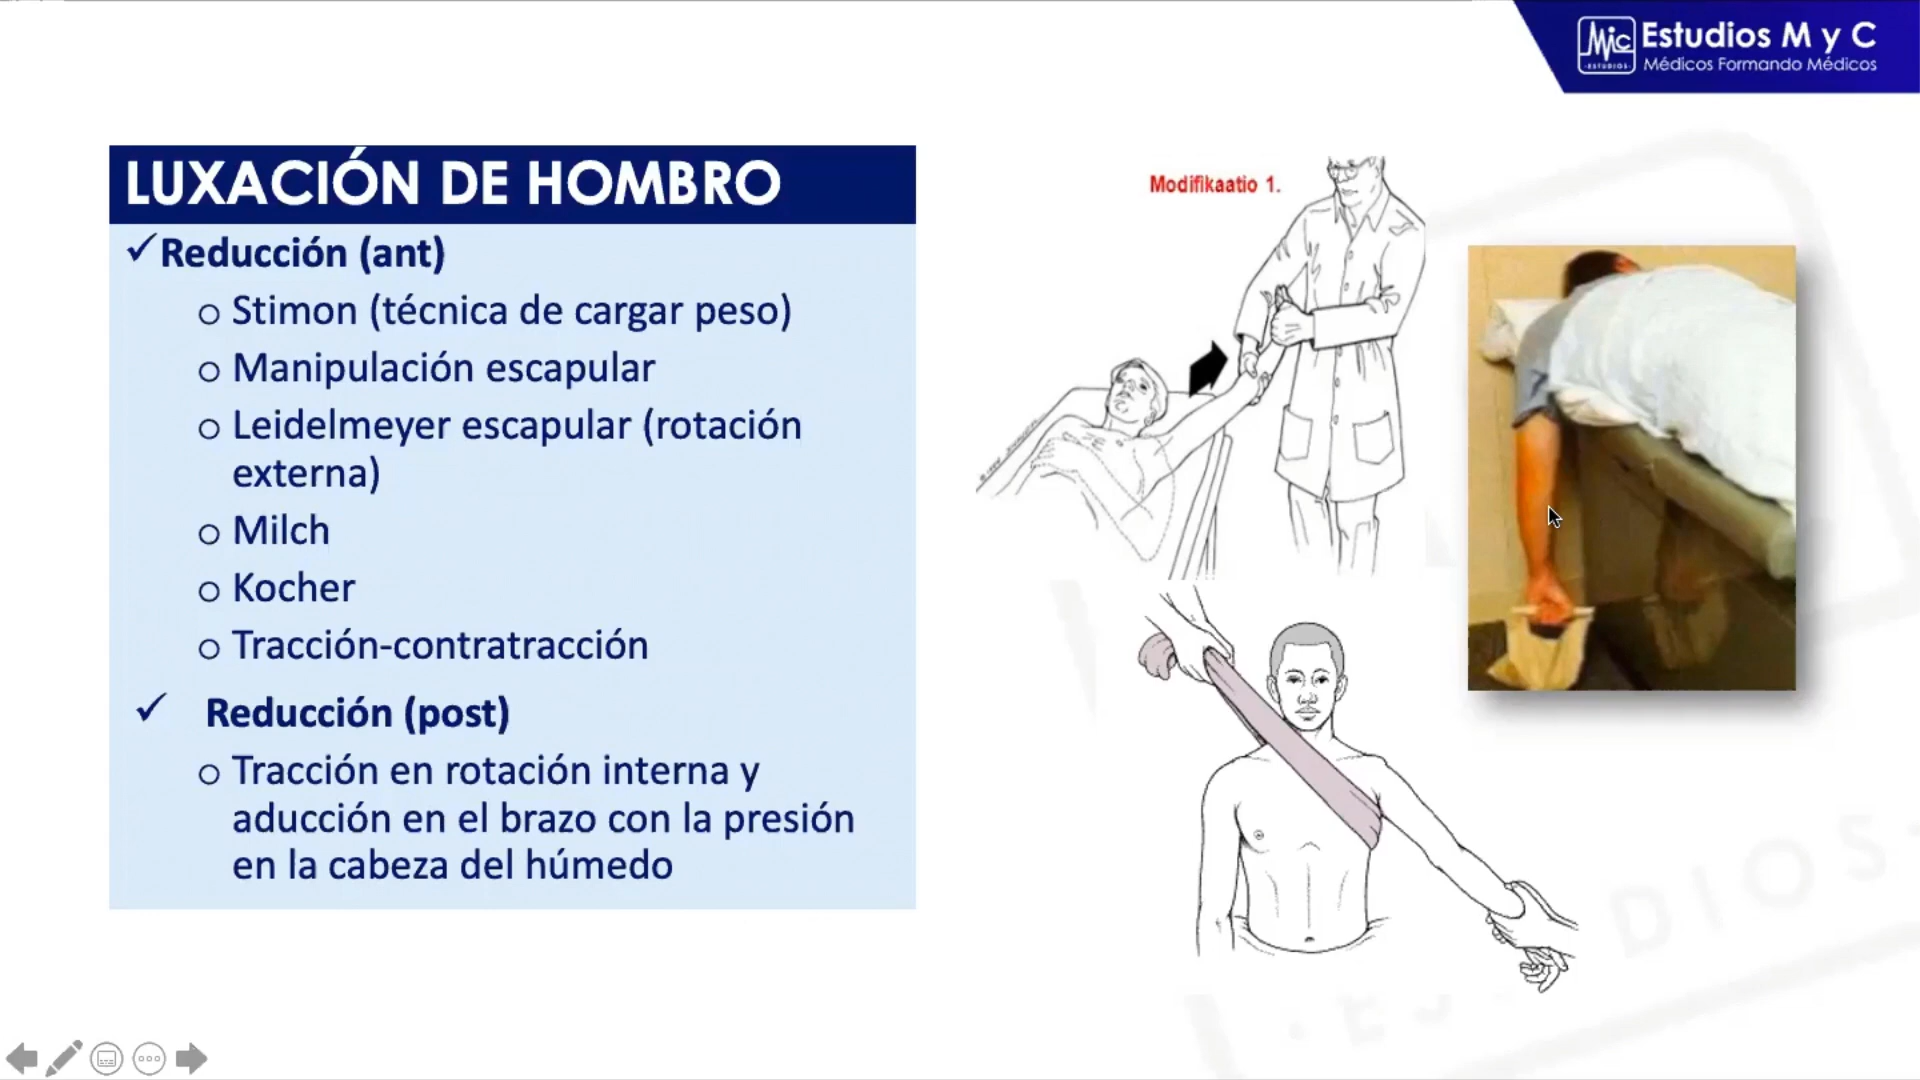 Mic
·ESTUDIOS·
Estudios M y C
Médicos Formando Médicos
LUXACIÓN DE HOMBRO
✓Reducción (ant)
o Stimon (técnica de cargar peso)
o Manipulación escapular
o Leidelmeyer escapular (rotación
externa)
o Milch
o Kocher
o Tracción-contratracción
✓ Reducción (post)
o Tracción en rotación interna y
aducción en el brazo con la presión
en la cabeza del húmedo
Modifikaatio 1.